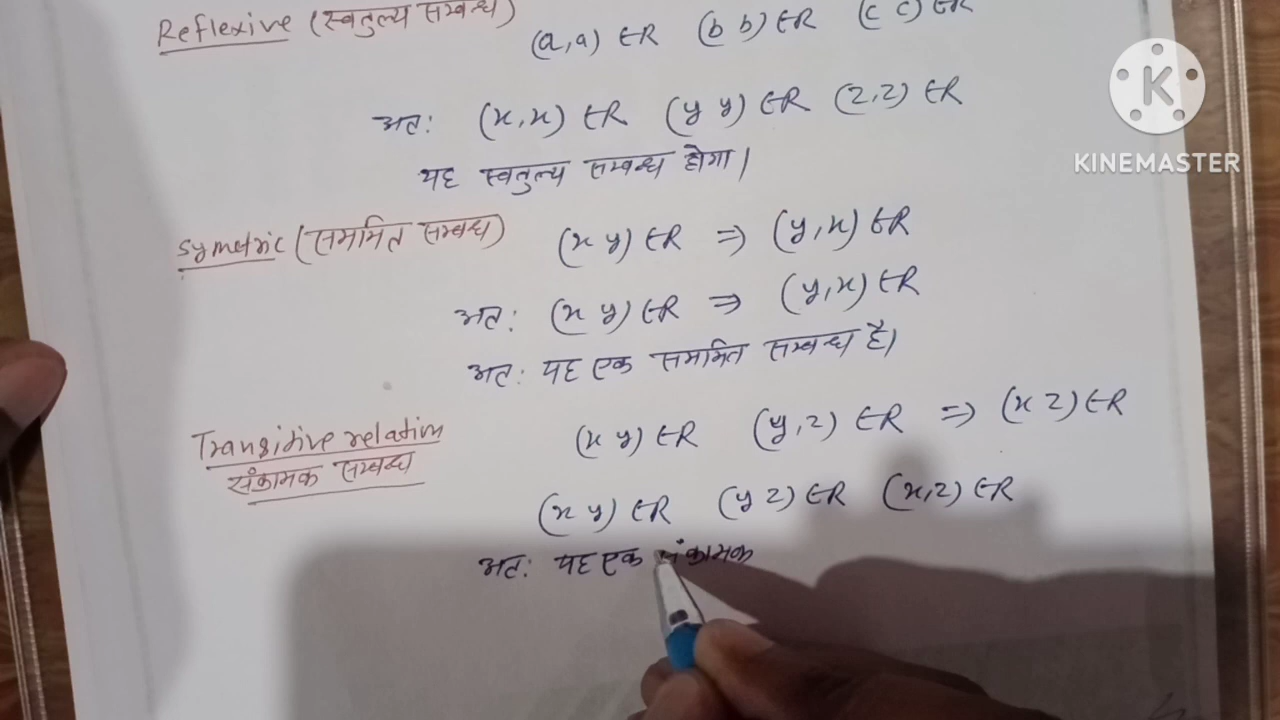 Reflexive (स्वतुल्य सम्बन्ध) (a,a) ∈R (b b) ∈R (c c) ∈R
अत: (x,x) ∈R (y y) ∈R (z,z) ∈R
यह स्वतुल्य सम्बन्ध होगा।
Symetric (सममित सम्बन्ध) (x y) ∈R ⇒ (y,x) ∈R
अत: (x y) ∈R ⇒ (y,x) ∈R
अत: यह एक सममित सम्बन्ध है।
Transitive relation (x y) ∈R (y,z) ∈R ⇒ (x z) ∈R
संक्रामक सम्बन्ध
(x y) ∈R (y z) ∈R (x,z) ∈R
अत: यह एक संक्रामक
K
KINEMASTER